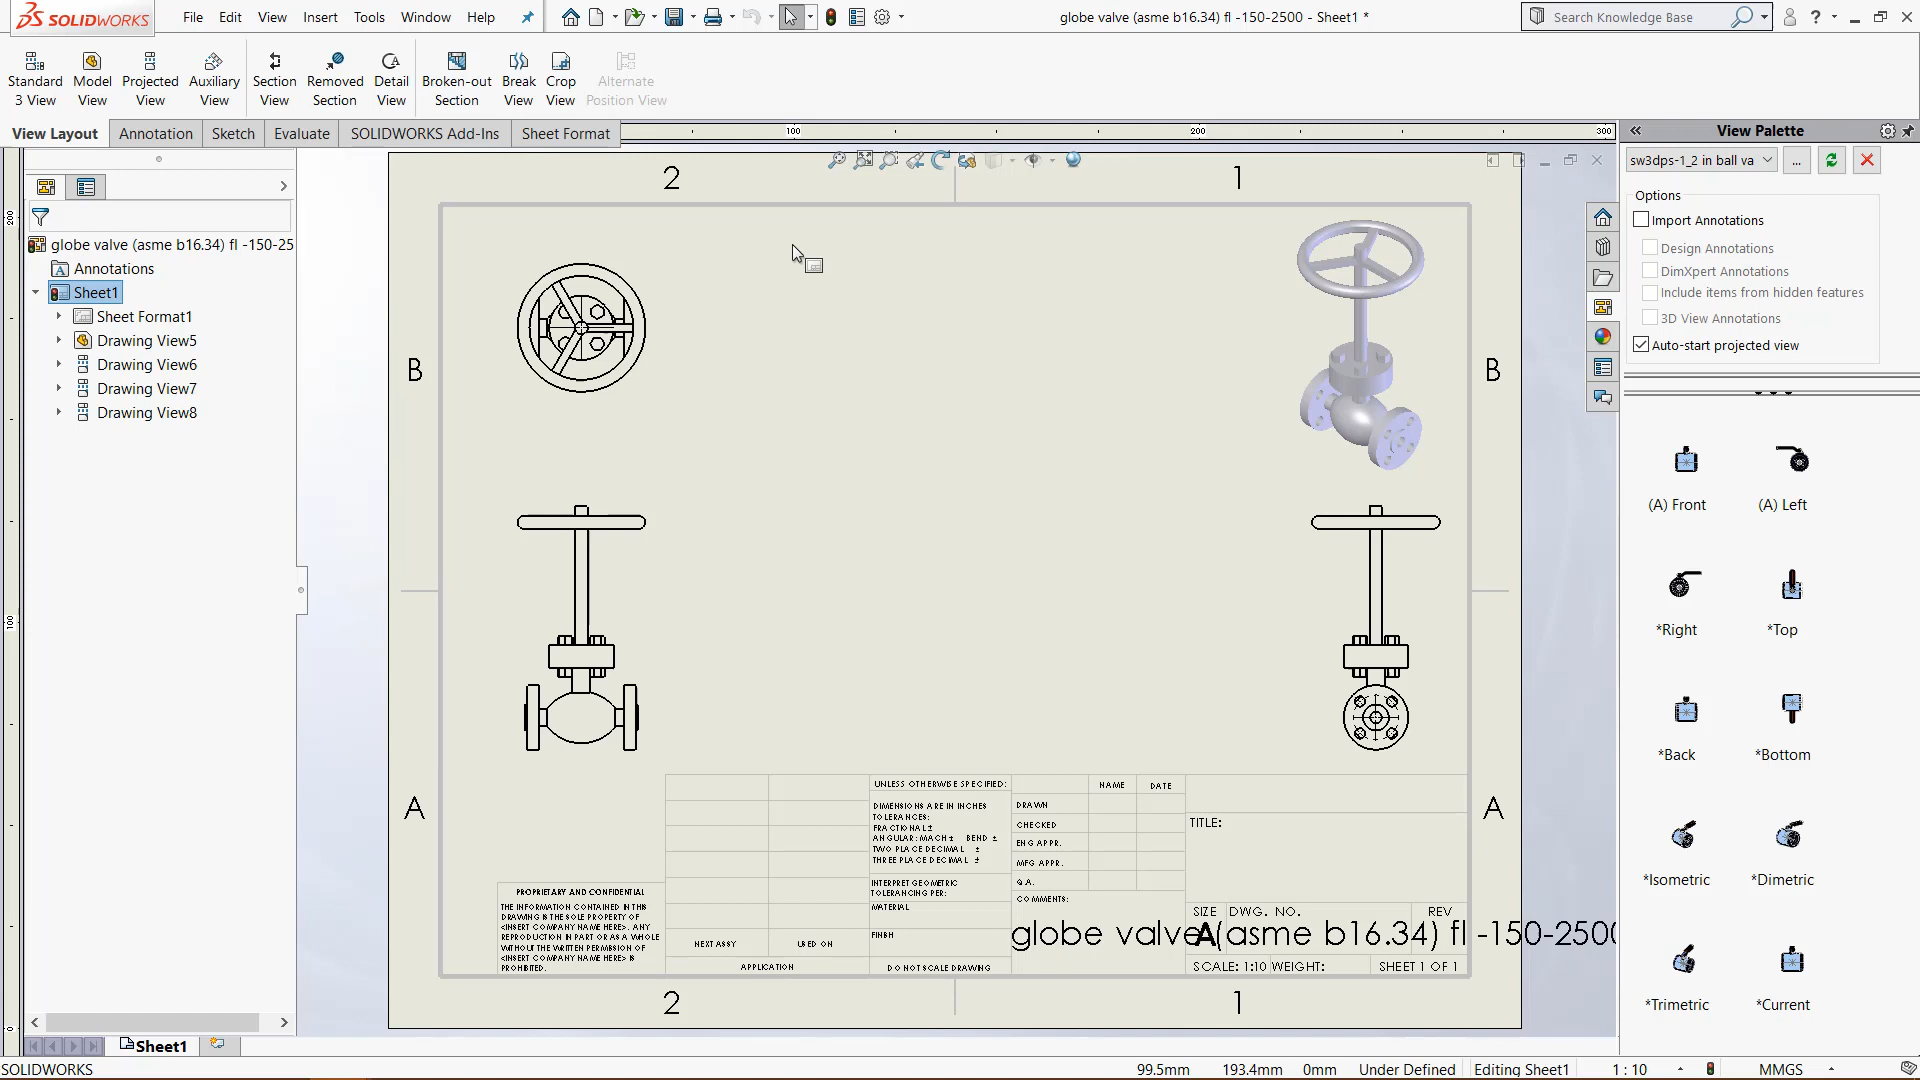 SOLIDWORKS
File Edit View Insert Tools Window Help
globe valve (asme b16.34) fl -150-2500 - Sheet1 *
Search Knowledge Base
Standard 3 View
Model View
Projected View
Auxiliary View
Section View
Removed Section
Detail View
Broken-out Section
Break View
Crop View
Alternate Position View
View Layout
Annotation
Sketch
Evaluate
SOLIDWORKS Add-Ins
Sheet Format
100
200
300
View Palette
sw3dps-1_2 in ball va
...
Options
Import Annotations
Design Annotations
DimXpert Annotations
Include items from hidden features
3D View Annotations
Auto-start projected view
(A) Front
(A) Left
*Right
*Top
*Back
*Bottom
*Isometric
*Dimetric
*Trimetric
*Current
globe valve (asme b16.34) fl -150-25
Annotations
Sheet1
Sheet Format1
Drawing View5
Drawing View6
Drawing View7
Drawing View8
200
100
0
2
1
B
B
A
A
2
1
UNLESS OTHERWISE SPECIFIED:
DIMENSIONS ARE IN INCHES
TOLERANCES:
FRACTIONAL±
ANGULAR: MACH± BEND ±
TWO PLACE DECIMAL ±
THREE PLACE DECIMAL ±
INTERPRET GEOMETRIC
TOLERANCING PER:
MATERIAL
FINISH
DO NOT SCALE DRAWING
NAME
DATE
DRAWN
CHECKED
ENG APPR.
MFG APPR.
Q.A.
COMMENTS:
TITLE:
SIZE
DWG. NO.
REV
A
globe valve (asme b16.34) fl -150-2500
SCALE: 1:10
WEIGHT:
SHEET 1 OF 1
PROPRIETARY AND CONFIDENTIAL
THE INFORMATION CONTAINED IN THIS
DRAWING IS THE SOLE PROPERTY OF
<INSERT COMPANY NAME HERE>. ANY
REPRODUCTION IN PART OR AS A WHOLE
WITHOUT THE WRITTEN PERMISSION OF
<INSERT COMPANY NAME HERE> IS
PROHIBITED.
NEXT ASSY
USED ON
APPLICATION
Sheet1
SOLIDWORKS
99.5mm
193.4mm
0mm
Under Defined
Editing Sheet1
1 : 10
MMGS